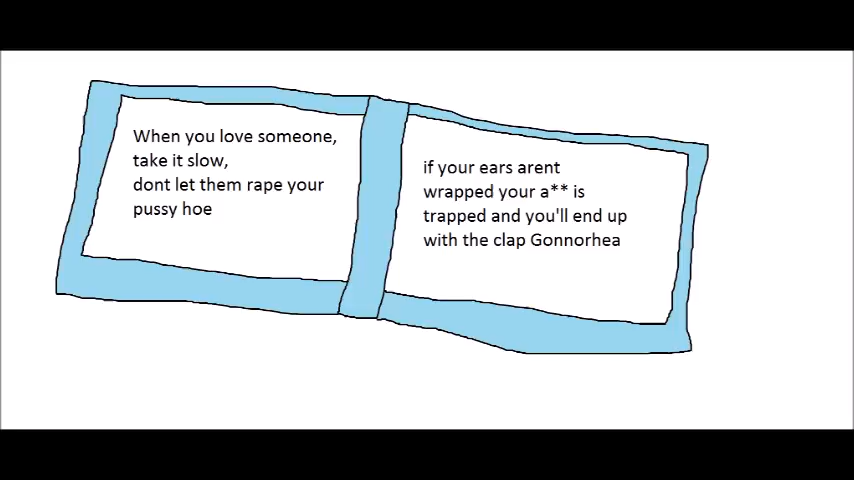 When you love someone,
take it slow,
dont let them rape your
pussy hoe
if your ears arent
wrapped your a** is
trapped and you'll end up
with the clap Gonnorhea